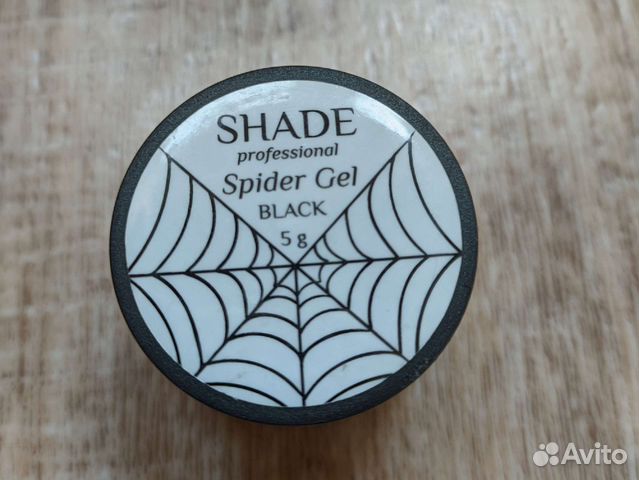 SHADE
professional
Spider Gel
BLACK
5 g
Avito